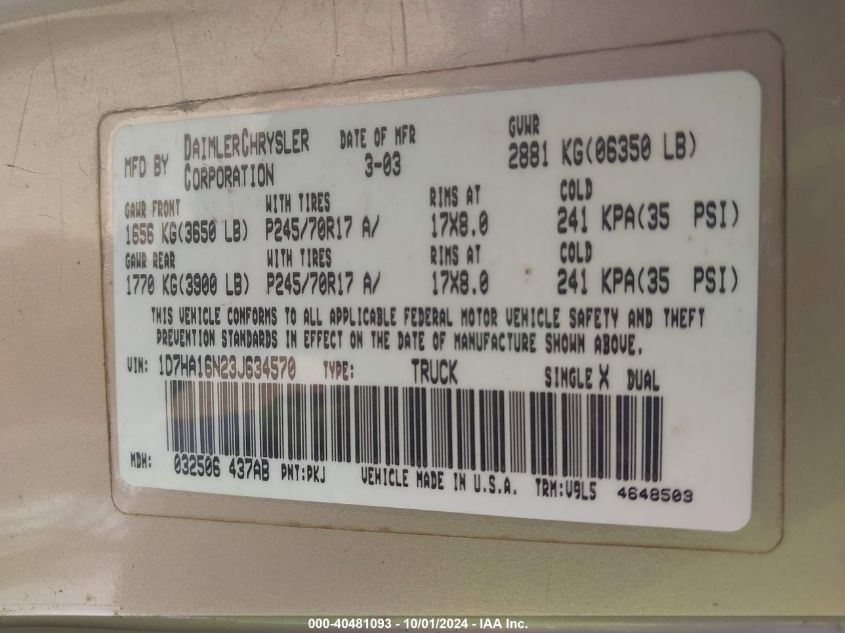 MFD BY DAIMLERCHRYSLER CORPORATION DATE OF MFR 3-03 GVWR 2881 KG(06350 LB)
GAWR FRONT WITH TIRES RIMS AT COLD
1656 KG(3650 LB) P245/70R17 A/ 17X8.0 241 KPA(35 PSI)
GAWR REAR WITH TIRES RIMS AT COLD
1770 KG(3900 LB) P245/70R17 A/ 17X8.0 241 KPA(35 PSI)
THIS VEHICLE CONFORMS TO ALL APPLICABLE FEDERAL MOTOR VEHICLE SAFETY AND THEFT
PREVENTION STANDARDS IN EFFECT ON THE DATE OF MANUFACTURE SHOWN ABOVE.
VIN: 1D7HA16N23J634570 TYPE: TRUCK SINGLE X DUAL
MDH: 032506 437AB PNT:PKJ VEHICLE MADE IN U.S.A. TRM:V9L5 4648503
000-40481093 - 10/01/2024 - IAA Inc.